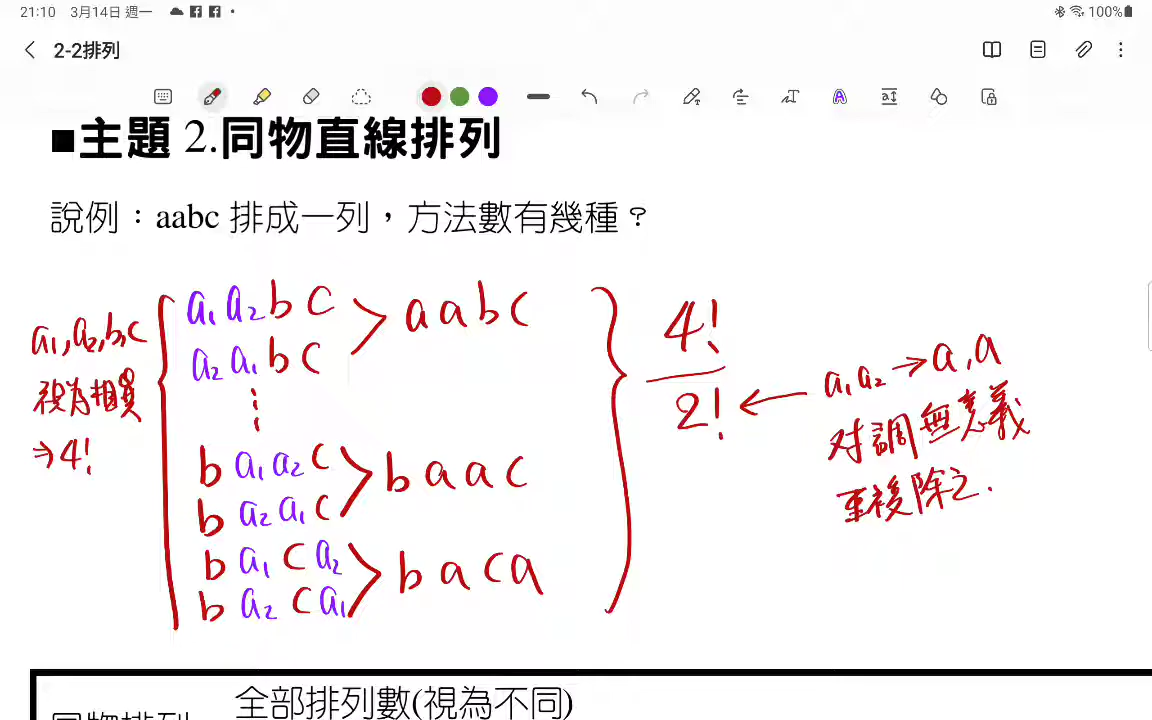 21:10 3月14日 週一 100%
2-2排列
■主題 2.同物直線排列
說例：aabc 排成一列，方法數有幾種？
a₁,a₂,b,c
視為相異
⇒4!
a₁a₂bc
a₂a₁bc
aabc
⋮
ba₁a₂c
ba₂a₁c
baac
ba₁ca₂
ba₂ca₁
baca
4!
2!
a₁a₂→a,a
对調無意義
重複除之.
全部排列數(視為不同)
同物排列